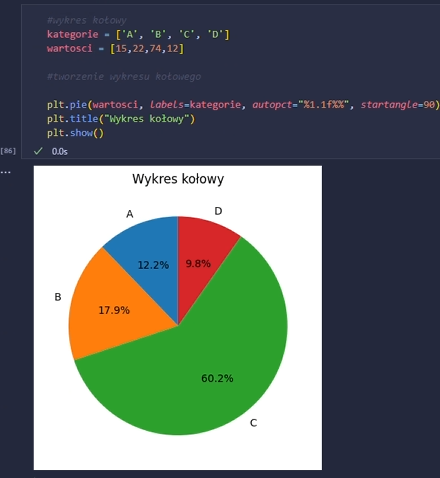 #wykres kołowy
kategorie = ['A', 'B', 'C', 'D']
wartosci = [15,22,74,12]
#tworzenie wykresu kołowego
plt.pie(wartosci, labels=kategorie, autopct="%1.1f%%", startangle=90)
plt.title("Wykres kołowy")
plt.show()
[86]
0.0s
...
Wykres kołowy
A
D
12.2%
9.8%
B
17.9%
60.2%
C